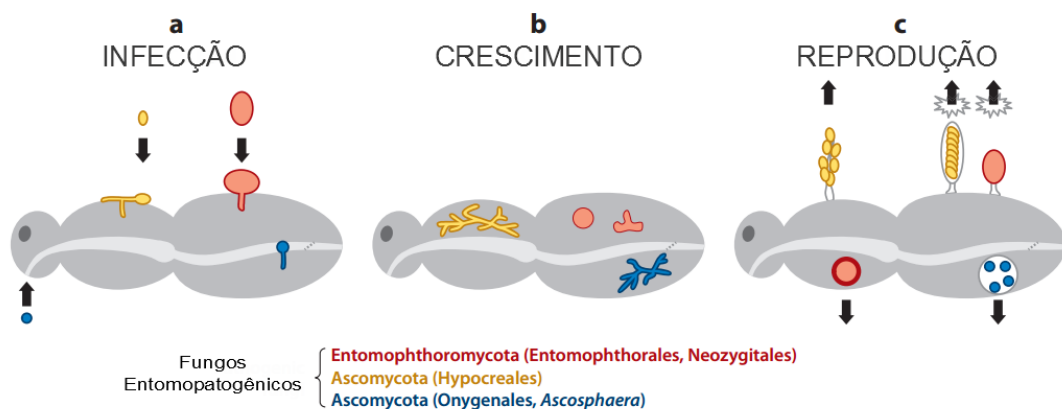 a
INFECÇÃO
b
CRESCIMENTO
c
REPRODUÇÃO
Fungos
Entomopatogênicos
Entomophthoromycota (Entomophthorales, Neozygitales)
Ascomycota (Hypocreales)
Ascomycota (Onygenales, Ascosphaera)